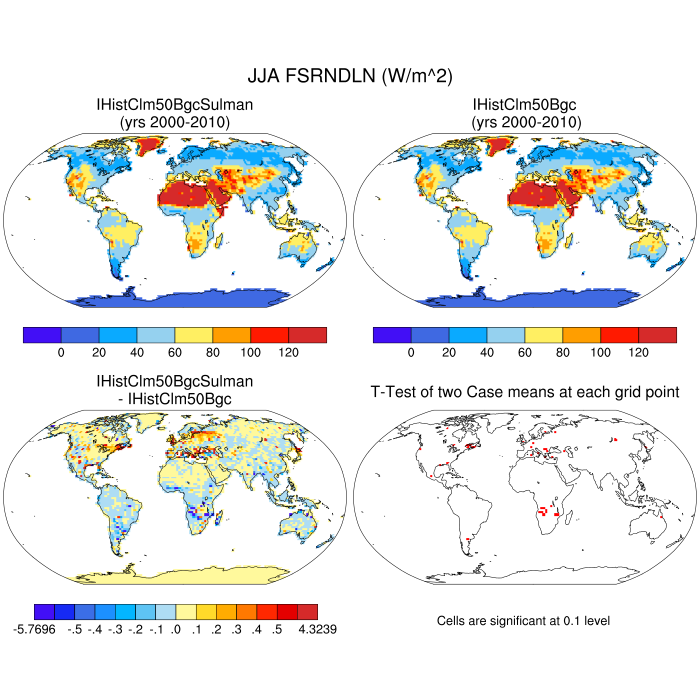 JJA FSRNDLN (W/m^2)
IHistClm50BgcSulman
(yrs 2000-2010)
IHistClm50Bgc
(yrs 2000-2010)
0 20 40 60 80 100 120
0 20 40 60 80 100 120
IHistClm50BgcSulman
- IHistClm50Bgc
T-Test of two Case means at each grid point
-5.7696 -.5 -.4 -.3 -.2 -.1 .0 .1 .2 .3 .4 .5 4.3239
Cells are significant at 0.1 level